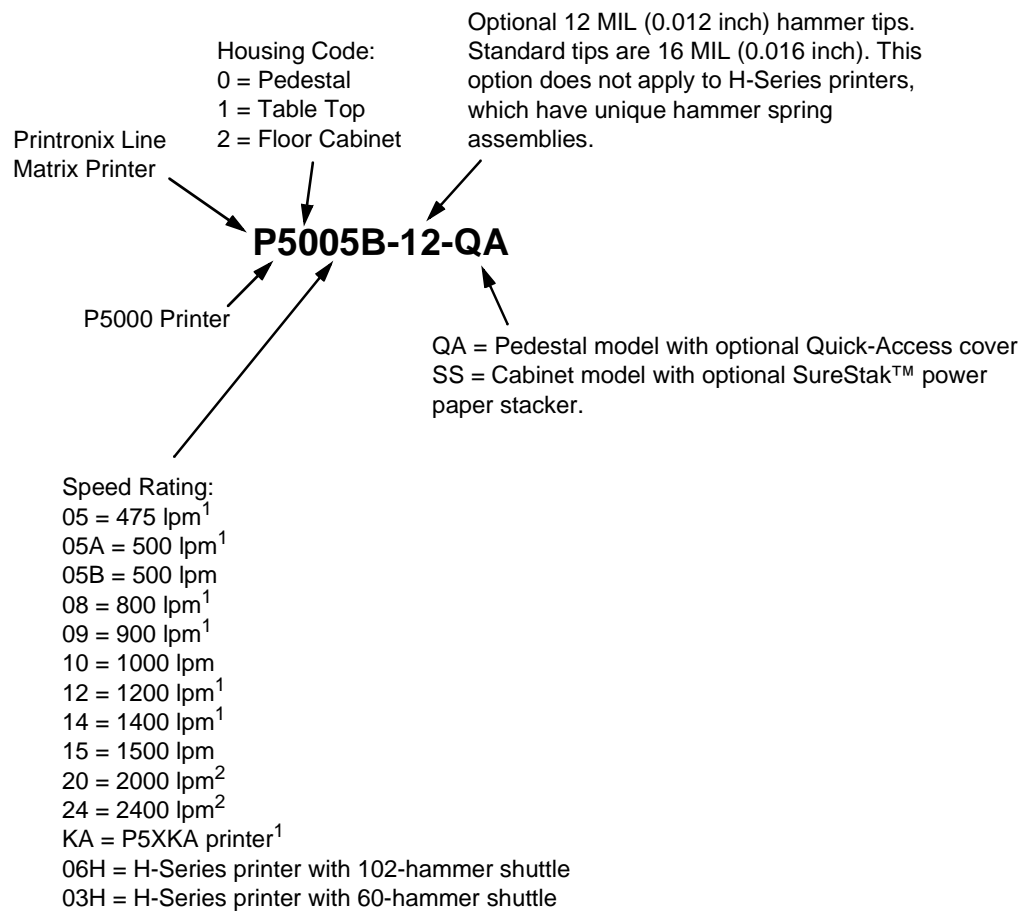 Optional 12 MIL (0.012 inch) hammer tips.
Standard tips are 16 MIL (0.016 inch). This
option does not apply to H-Series printers,
which have unique hammer spring
assemblies.
Housing Code:
0 = Pedestal
1 = Table Top
2 = Floor Cabinet
Printronix Line
Matrix Printer
P5005B-12-QA
P5000 Printer
QA = Pedestal model with optional Quick-Access cover
SS = Cabinet model with optional SureStak™ power
paper stacker.
Speed Rating:
05 = 475 lpm¹
05A = 500 lpm¹
05B = 500 lpm
08 = 800 lpm¹
09 = 900 lpm¹
10 = 1000 lpm
12 = 1200 lpm¹
14 = 1400 lpm¹
15 = 1500 lpm
20 = 2000 lpm²
24 = 2400 lpm²
KA = P5XKA printer¹
06H = H-Series printer with 102-hammer shuttle
03H = H-Series printer with 60-hammer shuttle